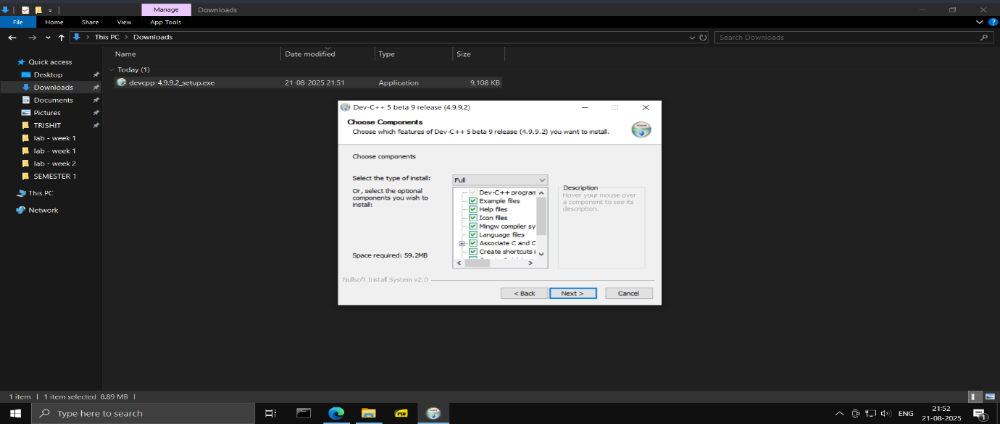 Manage
Downloads
File
Home
Share
View
App Tools
This PC > Downloads
Search Downloads
Name
Date modified
Type
Size
Quick access
Desktop
Downloads
Documents
Pictures
TRISHIT
lab - week 1
lab - week 1
lab - week 2
SEMESTER 1
This PC
Network
Today (1)
devcpp-4.9.9.2_setup.exe
21-08-2025 21:51
Application
9,108 KB
Dev-C++ 5 beta 9 release (4.9.9.2)
Choose Components
Choose which features of Dev-C++ 5 beta 9 release (4.9.9.2) you want to install.
Choose components
Select the type of install:
Full
Or, select the optional
components you wish to
install:
Dev-C++ program
Example files
Help files
Icon files
Mingw compiler sy
Language files
Associate C and C
Create shortcuts i
Description
Hover your mouse over
a component to see its
description.
Space required: 59.2MB
Nullsoft Install System v2.0
< Back
Next >
Cancel
1 item
1 item selected 8.89 MB
Type here to search
ENG
21:52
21-08-2025
1